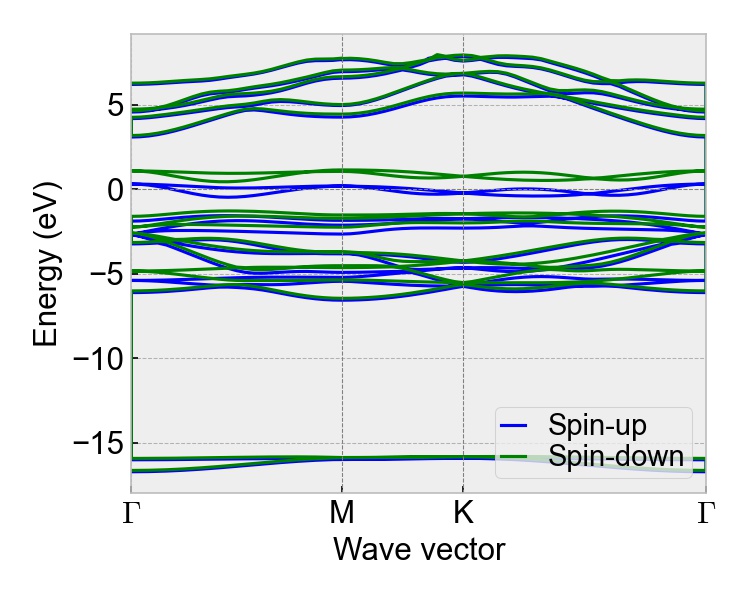 Energy (eV)
5
0
−5
−10
−15
Spin-up
Spin-down
Γ M K Γ
Wave vector